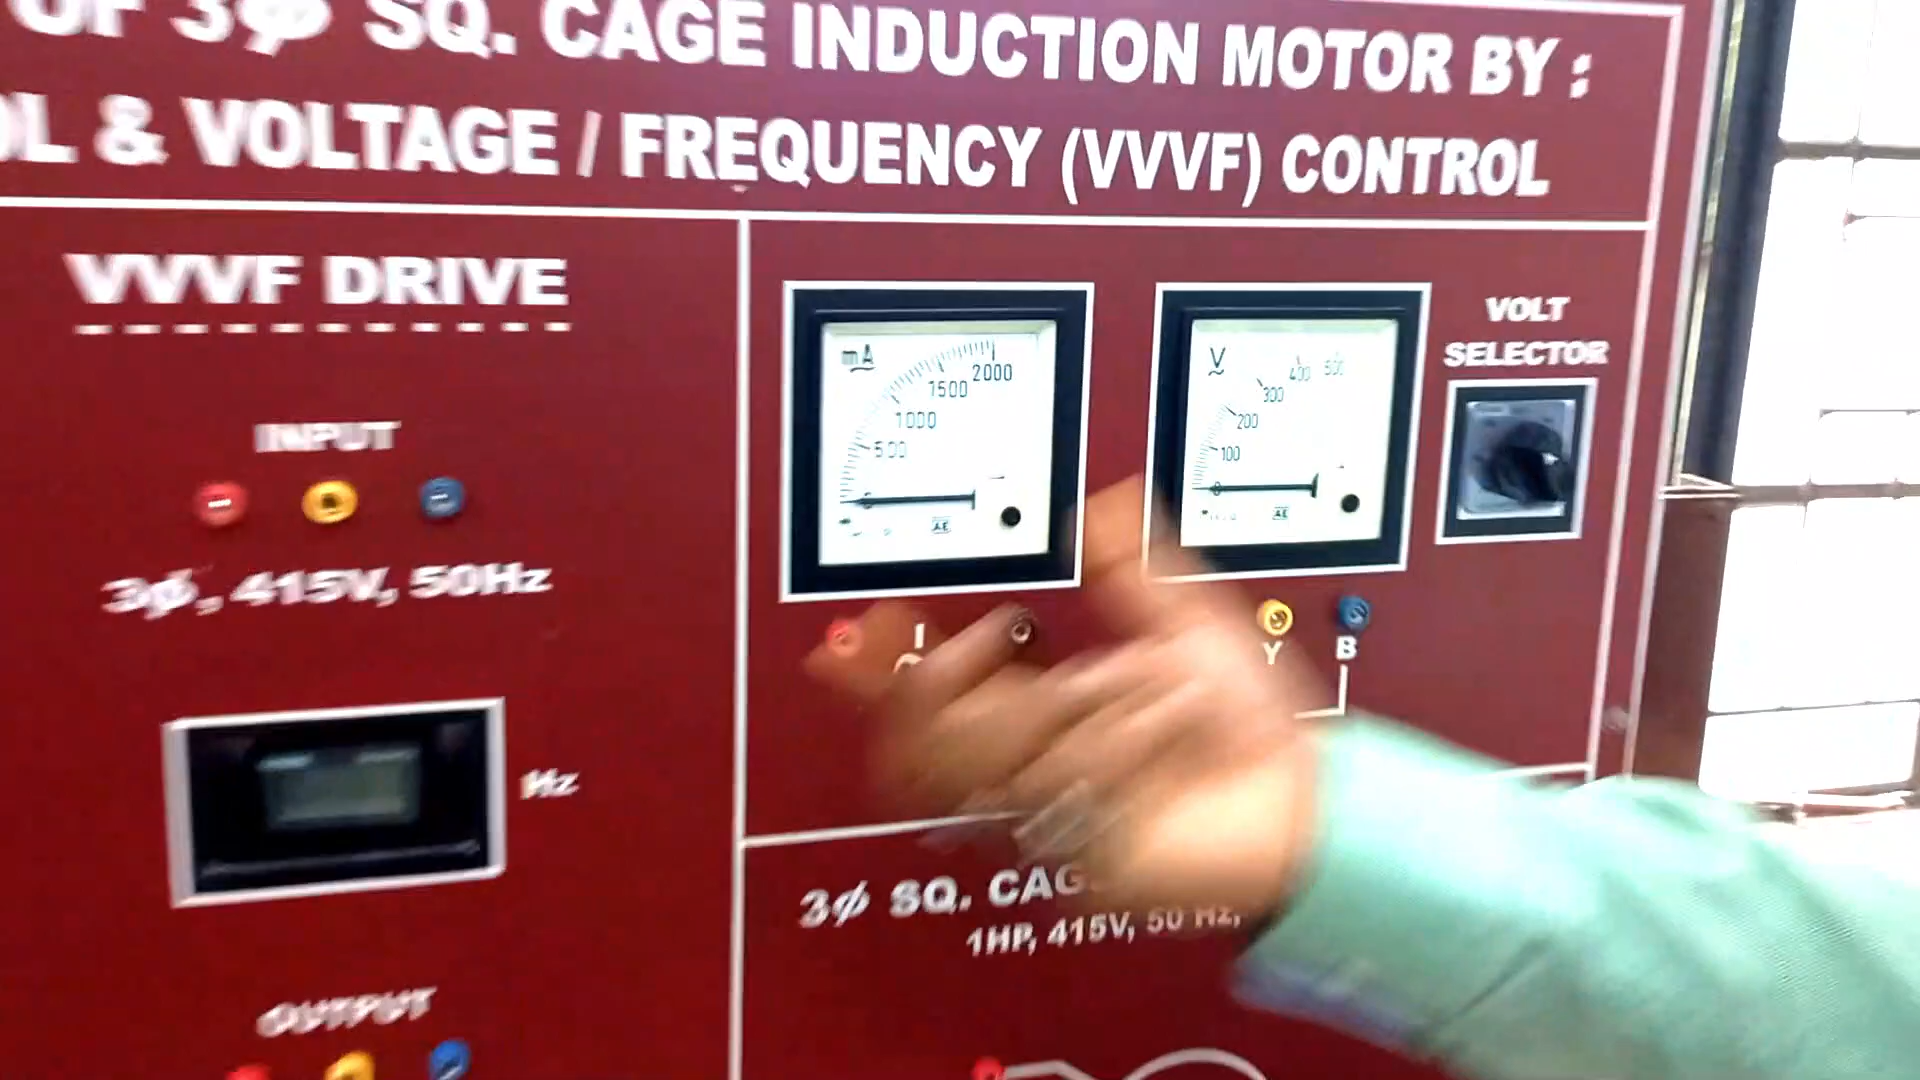 OF 3φ SQ. CAGE INDUCTION MOTOR BY :
L & VOLTAGE / FREQUENCY (VVVF) CONTROL
VVVF DRIVE
INPUT
3φ, 415V, 50Hz
Hz
OUTPUT
mA
500 1000 1500 2000
0
AE
I
V
100 200 300 400 500
0
AE
VOLT
SELECTOR
Y B
3φ SQ. CAG
1HP, 415V, 50 Hz,